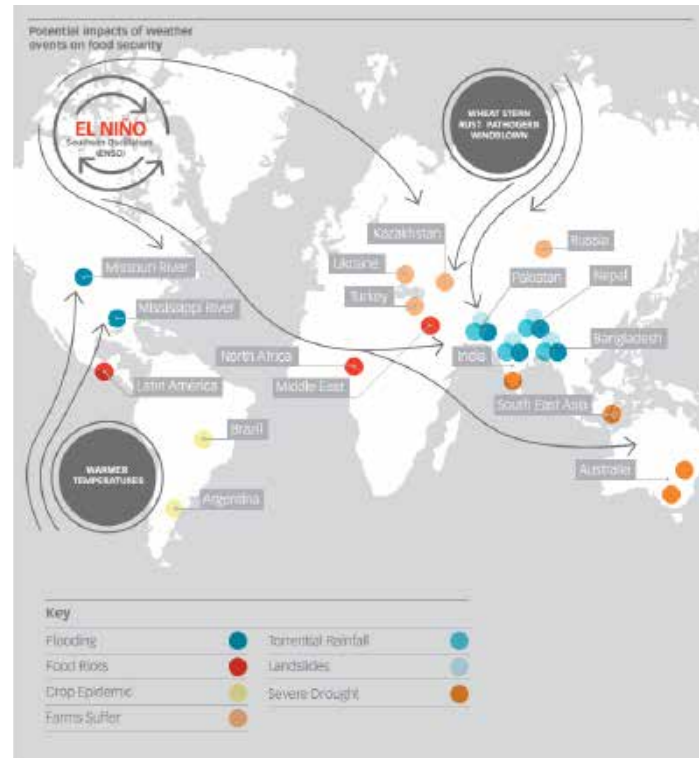 Potential impacts of weather
events on food security
EL NIÑO
Southern Oscillation
(ENSO)
WHEAT STERN
RUST PATHOGEN
WINDBLOWN
Kazakhstan
Russia
Ukraine
Missouri River
Pakistan
Nepal
Turkey
Mississippi River
Bangladesh
North Africa
India
Latin America
Middle East
South East Asia
Brazil
WARMER
TEMPERATURES
Australia
Argentina
Key
Flooding
Torrential Rainfall
Food Riots
Landslides
Crop Epidemic
Severe Drought
Farms Suffer